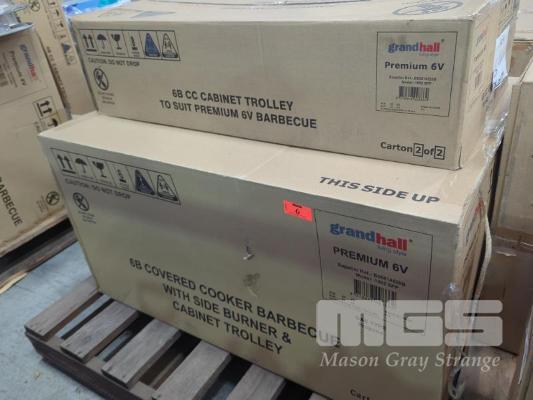 CAUTION: DO NOT DROP
grandhall
Premium 6V
6B CC CABINET TROLLEY
TO SUIT PREMIUM 6V BARBECUE
Carton 2 of 2
CAUTION: DO NOT DROP
THIS SIDE UP
grandhall
PREMIUM 6V
6B COVERED COOKER BARBECUE
WITH SIDE BURNER &
CABINET TROLLEY
MGS
Mason Gray Strange
grandhall